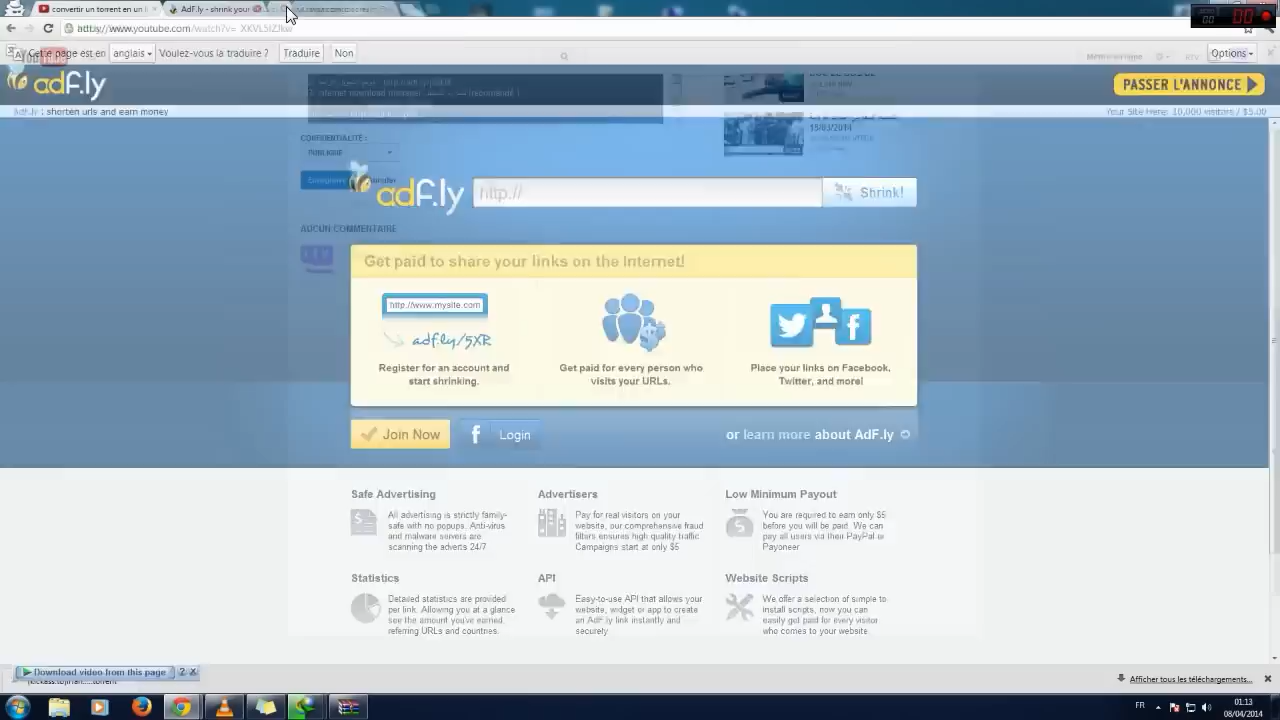 convertir un torrent en un l
AdF.ly - shrink your
Cette page est en
anglais
Voulez-vous la traduire ?
Traduire
Non
Options
adf.ly
PASSER L'ANNONCE
adf.ly : shorten urls and earn money
Your Site Here: 10,000 visitors / $5.00
18/03/2014
CONFIDENTIALITÉ :
PUBLIQUE
adf.ly
http://
Shrink!
AUCUN COMMENTAIRE
Get paid to share your links on the Internet!
http://www.mysite.com
adf.ly/5XR
Register for an account and
start shrinking.
Get paid for every person who
visits your URLs.
Place your links on Facebook,
Twitter, and more!
Join Now
Login
or learn more about AdF.ly
Safe Advertising
All advertising is strictly family-
safe with no popups. Anti-virus
and malware servers are
scanning the adverts 24/7
Advertisers
Pay for real visitors on your
website, our comprehensive fraud
filters ensures high quality traffic
Campaigns start at only $5
Low Minimum Payout
You are required to earn only $5
before you will be paid. We can
pay all users via their PayPal or
Payoneer
Statistics
Detailed statistics are provided
per link. Allowing you at a glance
see the amount you've earned,
referring URLs and countries.
API
Easy-to-use API that allows your
website, widget or app to create
an AdF.ly link instantly and
securely
Website Scripts
We offer a selection of simple to
install scripts, now you can
easily get paid for every visitor
who comes to your website
Download video from this page
Afficher tous les téléchargements...
FR
01:13
08/04/2014